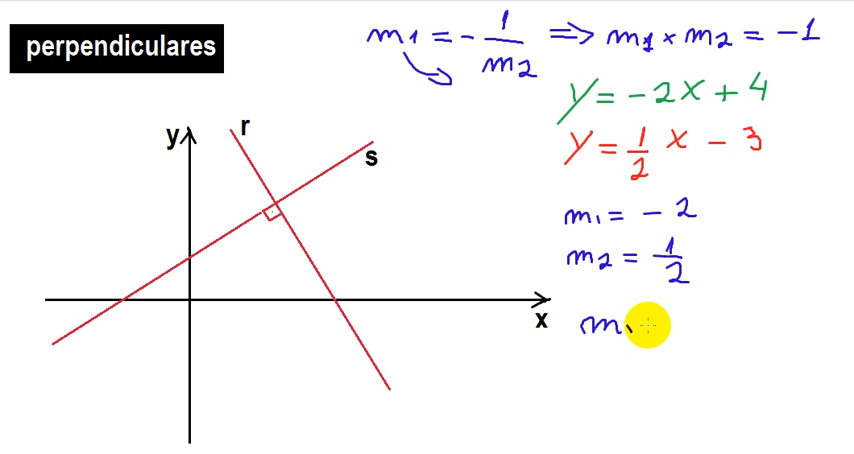 perpendiculares
m1 = - 1/m2 ⟹ m1 × m2 = -1
y = -2x + 4
y = 1/2 x - 3
m1 = -2
m2 = 1/2
m1
y
r
s
x